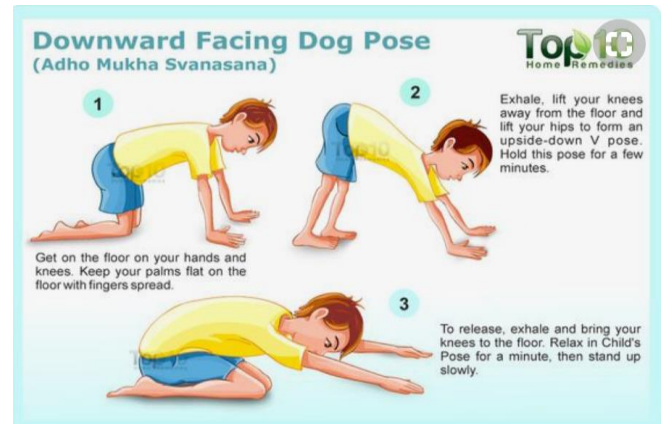 Downward Facing Dog Pose
(Adho Mukha Svanasana)
Top10
Home Remedies
1
Get on the floor on your hands and
knees. Keep your palms flat on the
floor with fingers spread.
2
Exhale, lift your knees
away from the floor and
lift your hips to form an
upside-down V pose.
Hold this pose for a few
minutes.
3
To release, exhale and bring your
knees to the floor. Relax in Child's
Pose for a minute, then stand up
slowly.